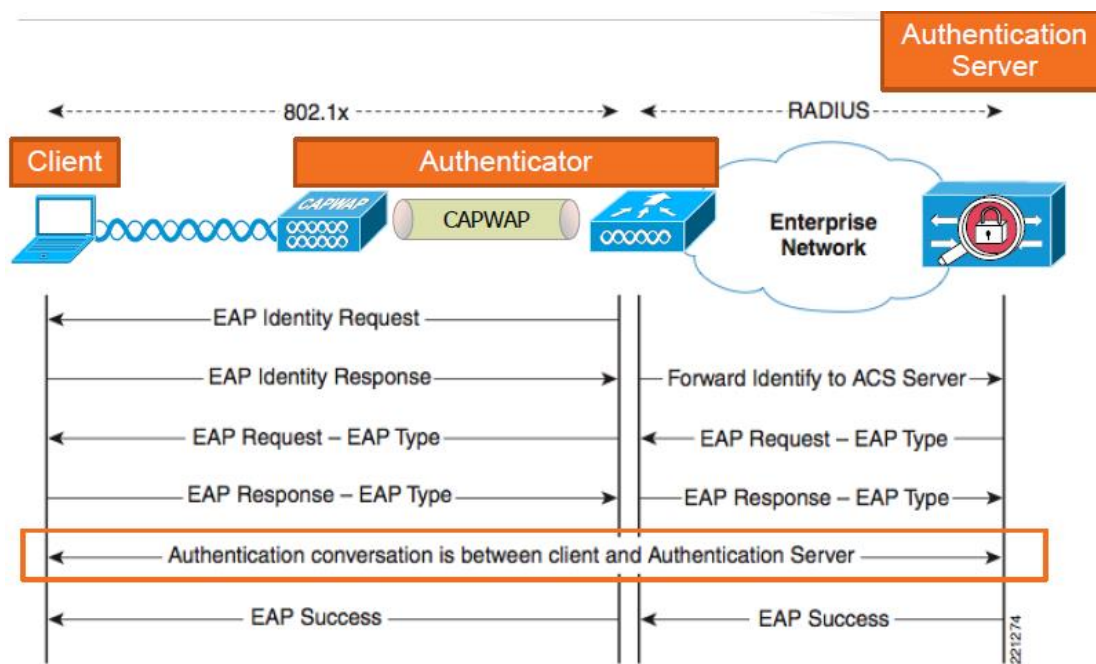 Authentication
Server
802.1x
RADIUS
Client
Authenticator
CAPWAP
CAPWAP
Enterprise
Network
EAP Identity Request
EAP Identity Response
Forward Identify to ACS Server
EAP Request – EAP Type
EAP Request – EAP Type
EAP Response – EAP Type
EAP Response – EAP Type
Authentication conversation is between client and Authentication Server
EAP Success
EAP Success
221274